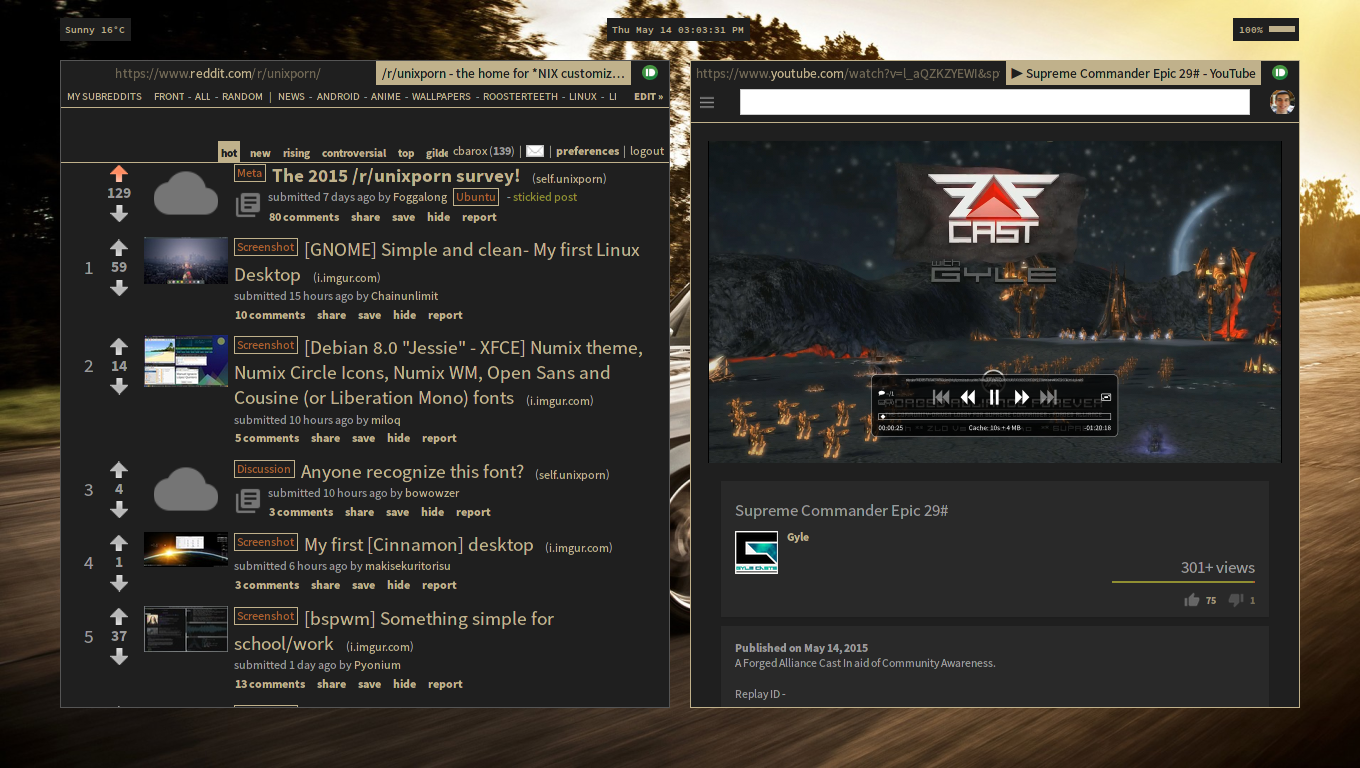 Sunny 16°C
Thu May 14 03:03:31 PM
100%
https://www.reddit.com/r/unixporn/
/r/unixporn - the home for *NIX customiz...
MY SUBREDDITS FRONT - ALL - RANDOM | NEWS - ANDROID - ANIME - WALLPAPERS - ROOSTERTEETH - LINUX - LI EDIT »
hot new rising controversial top gilde cbarox (139) | preferences | logout
129
Meta The 2015 /r/unixporn survey! (self.unixporn)
submitted 7 days ago by Foggalong Ubuntu - stickied post
80 comments share save hide report
1
59
Screenshot [GNOME] Simple and clean- My first Linux
Desktop (i.imgur.com)
submitted 15 hours ago by Chainunlimit
10 comments share save hide report
2
14
Screenshot [Debian 8.0 "Jessie" - XFCE] Numix theme,
Numix Circle Icons, Numix WM, Open Sans and
Cousine (or Liberation Mono) fonts (i.imgur.com)
submitted 10 hours ago by miloq
5 comments share save hide report
3
4
Discussion Anyone recognize this font? (self.unixporn)
submitted 10 hours ago by bowowzer
3 comments share save hide report
4
1
Screenshot My first [Cinnamon] desktop (i.imgur.com)
submitted 6 hours ago by makisekuritorisu
3 comments share save hide report
5
37
Screenshot [bspwm] Something simple for
school/work (i.imgur.com)
submitted 1 day ago by Pyonium
13 comments share save hide report
https://www.youtube.com/watch?v=l_aQZKZYEWI&sp
▶ Supreme Commander Epic 29# - YouTube
CAST
with
GYLE
-/1
FORGED ALLIANCE FOREVER
00:00:25 Cache: 10s + 4 MB -01:20:18
Supreme Commander Epic 29#
GYLE CASTS
Gyle
301+ views
75 1
Published on May 14, 2015
A Forged Alliance Cast In aid of Community Awareness.
Replay ID -